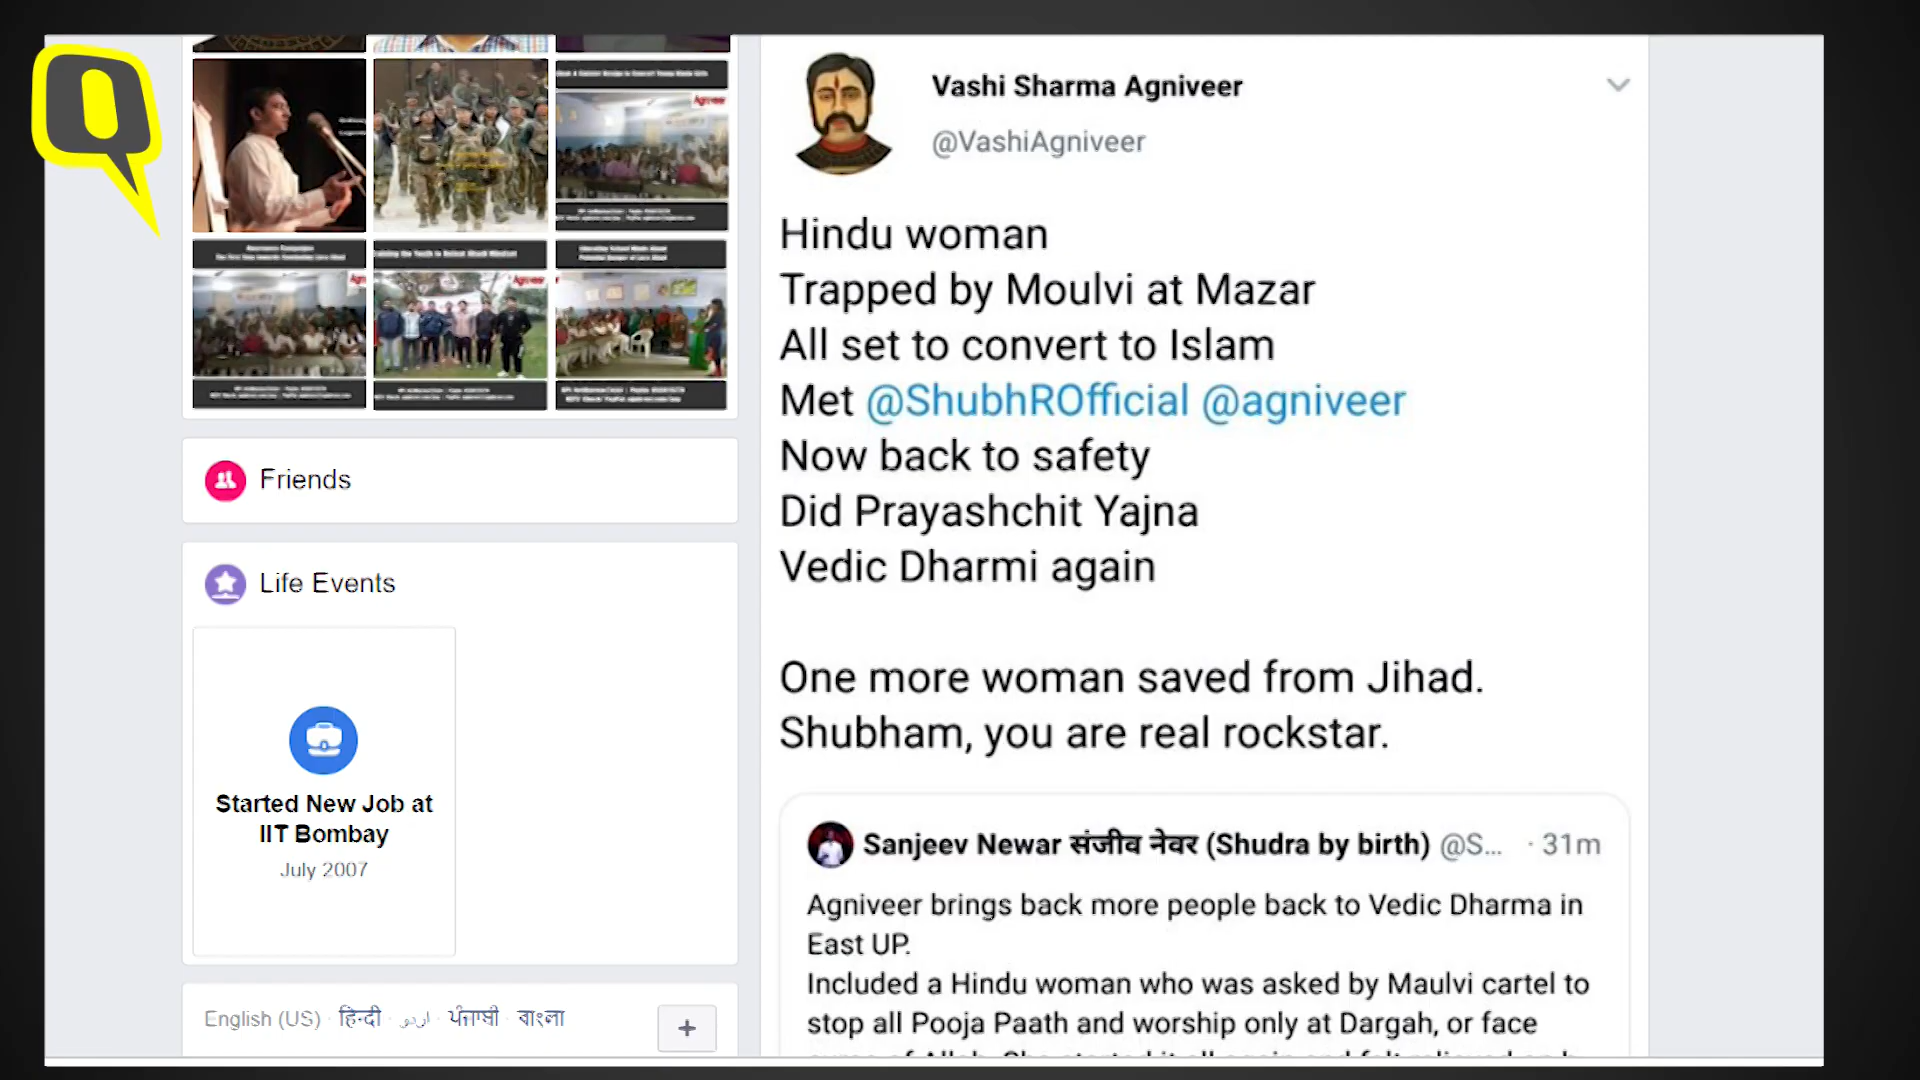 Q
Agniveer
Friends
Life Events
Started New Job at
IIT Bombay
July 2007
English (US) · हिन्दी · اردو · ਪੰਜਾਬੀ · বাংলা
+
Vashi Sharma Agniveer
@VashiAgniveer
Hindu woman
Trapped by Moulvi at Mazar
All set to convert to Islam
Met @ShubhROfficial @agniveer
Now back to safety
Did Prayashchit Yajna
Vedic Dharmi again
One more woman saved from Jihad.
Shubham, you are real rockstar.
Sanjeev Newar संजीव नेवर (Shudra by birth) @S... · 31m
Agniveer brings back more people back to Vedic Dharma in
East UP.
Included a Hindu woman who was asked by Maulvi cartel to
stop all Pooja Paath and worship only at Dargah, or face